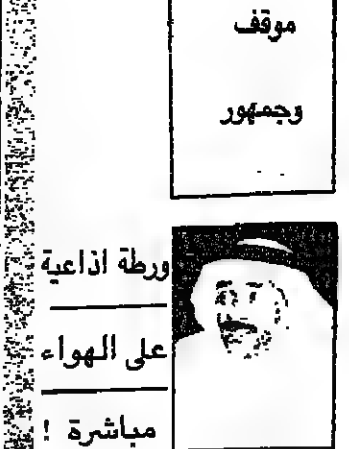 موقف
وجمهور
ورطة اذاعية
على الهواء
مباشرة !